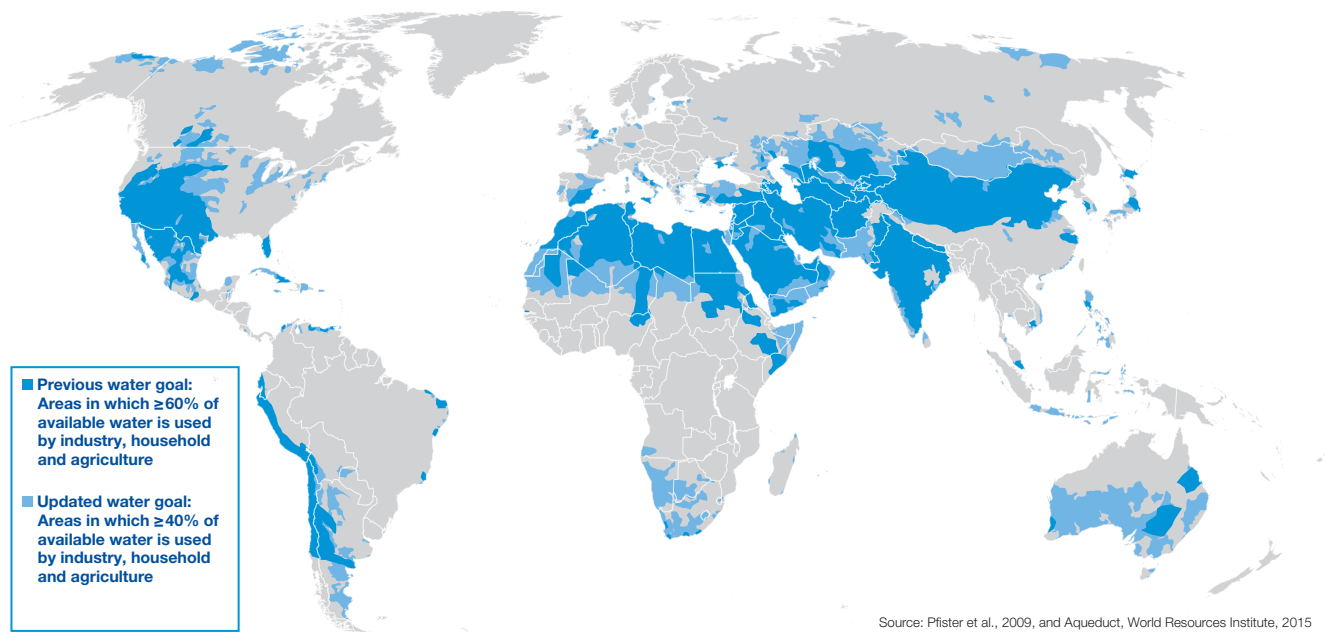 Previous water goal:
Areas in which ≥60% of
available water is used
by industry, household
and agriculture
Updated water goal:
Areas in which ≥40% of
available water is used
by industry, household
and agriculture
Source: Pfister et al., 2009, and Aqueduct, World Resources Institute, 2015